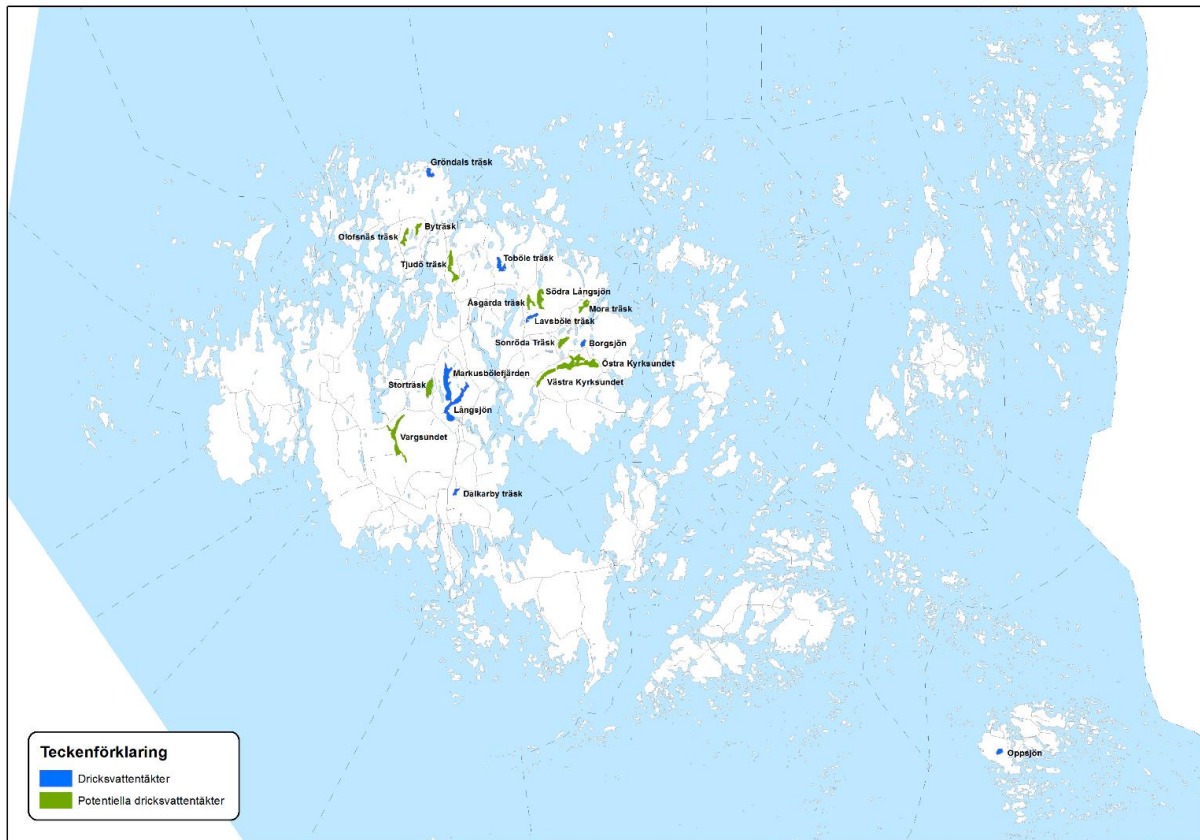 Gröndals träsk
Byträsk
Olofsnäs träsk
Toböle träsk
Tjudö träsk
Södra Långsjön
Åsgårda träsk
Mora träsk
Lavsböle träsk
Sonröda Träsk
Borgsjön
Östra Kyrksundet
Markusbölefjärden
Västra Kyrksundet
Storträsk
Långsjön
Vargsundet
Dalkarby träsk
Oppsjön
Teckenförklaring
Dricksvattentäkter
Potentiella dricksvattentäkter